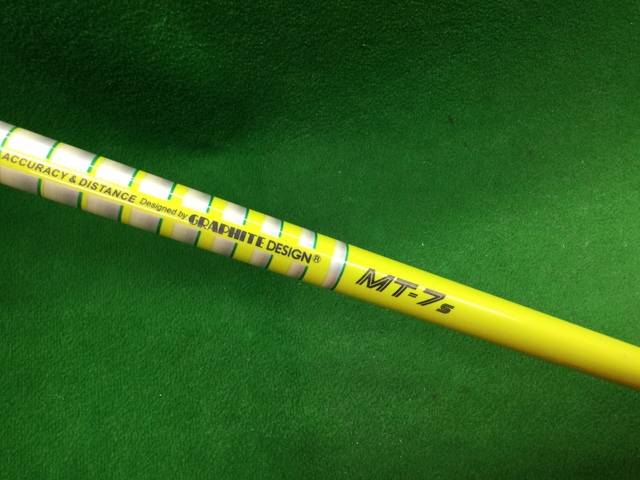 ACCURACY & DISTANCE Designed by GRAPHITE DESIGN®
MT-7s